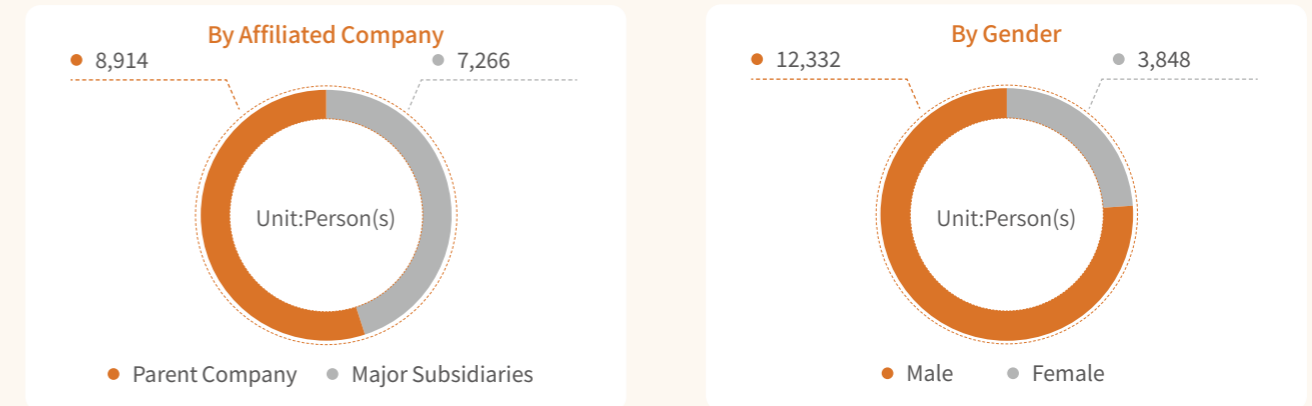 By Affiliated Company
8,914
7,266
Unit:Person(s)
Parent Company
Major Subsidiaries
By Gender
12,332
3,848
Unit:Person(s)
Male
Female